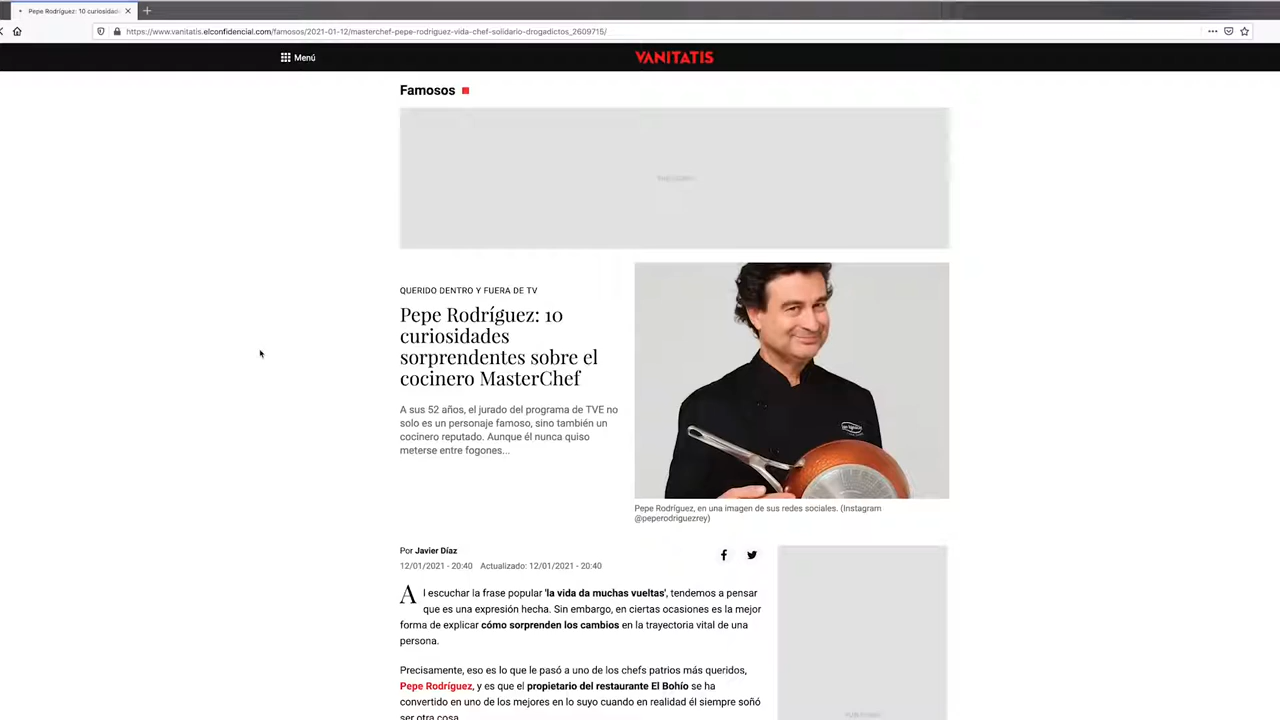 Pepe Rodríguez: 10 curiosidad
https://www.vanitatis.elconfidencial.com/famosos/2021-01-12/masterchef-pepe-rodriguez-vida-chef-solidario-drogadictos_2609715/
Menú
VANITATIS
Famosos
QUERIDO DENTRO Y FUERA DE TV
Pepe Rodríguez: 10
curiosidades
sorprendentes sobre el
cocinero MasterChef
A sus 52 años, el jurado del programa de TVE no
solo es un personaje famoso, sino también un
cocinero reputado. Aunque él nunca quiso
meterse entre fogones...
Pepe Rodríguez, en una imagen de sus redes sociales. (Instagram
@peperodriguezrey)
Por Javier Díaz
12/01/2021 - 20:40 Actualizado: 12/01/2021 - 20:40
Al escuchar la frase popular 'la vida da muchas vueltas', tendemos a pensar
que es una expresión hecha. Sin embargo, en ciertas ocasiones es la mejor
forma de explicar cómo sorprenden los cambios en la trayectoria vital de una
persona.
Precisamente, eso es lo que le pasó a uno de los chefs patrios más queridos,
Pepe Rodríguez, y es que el propietario del restaurante El Bohío se ha
convertido en uno de los mejores en lo suyo cuando en realidad él siempre soñó
ser otra cosa